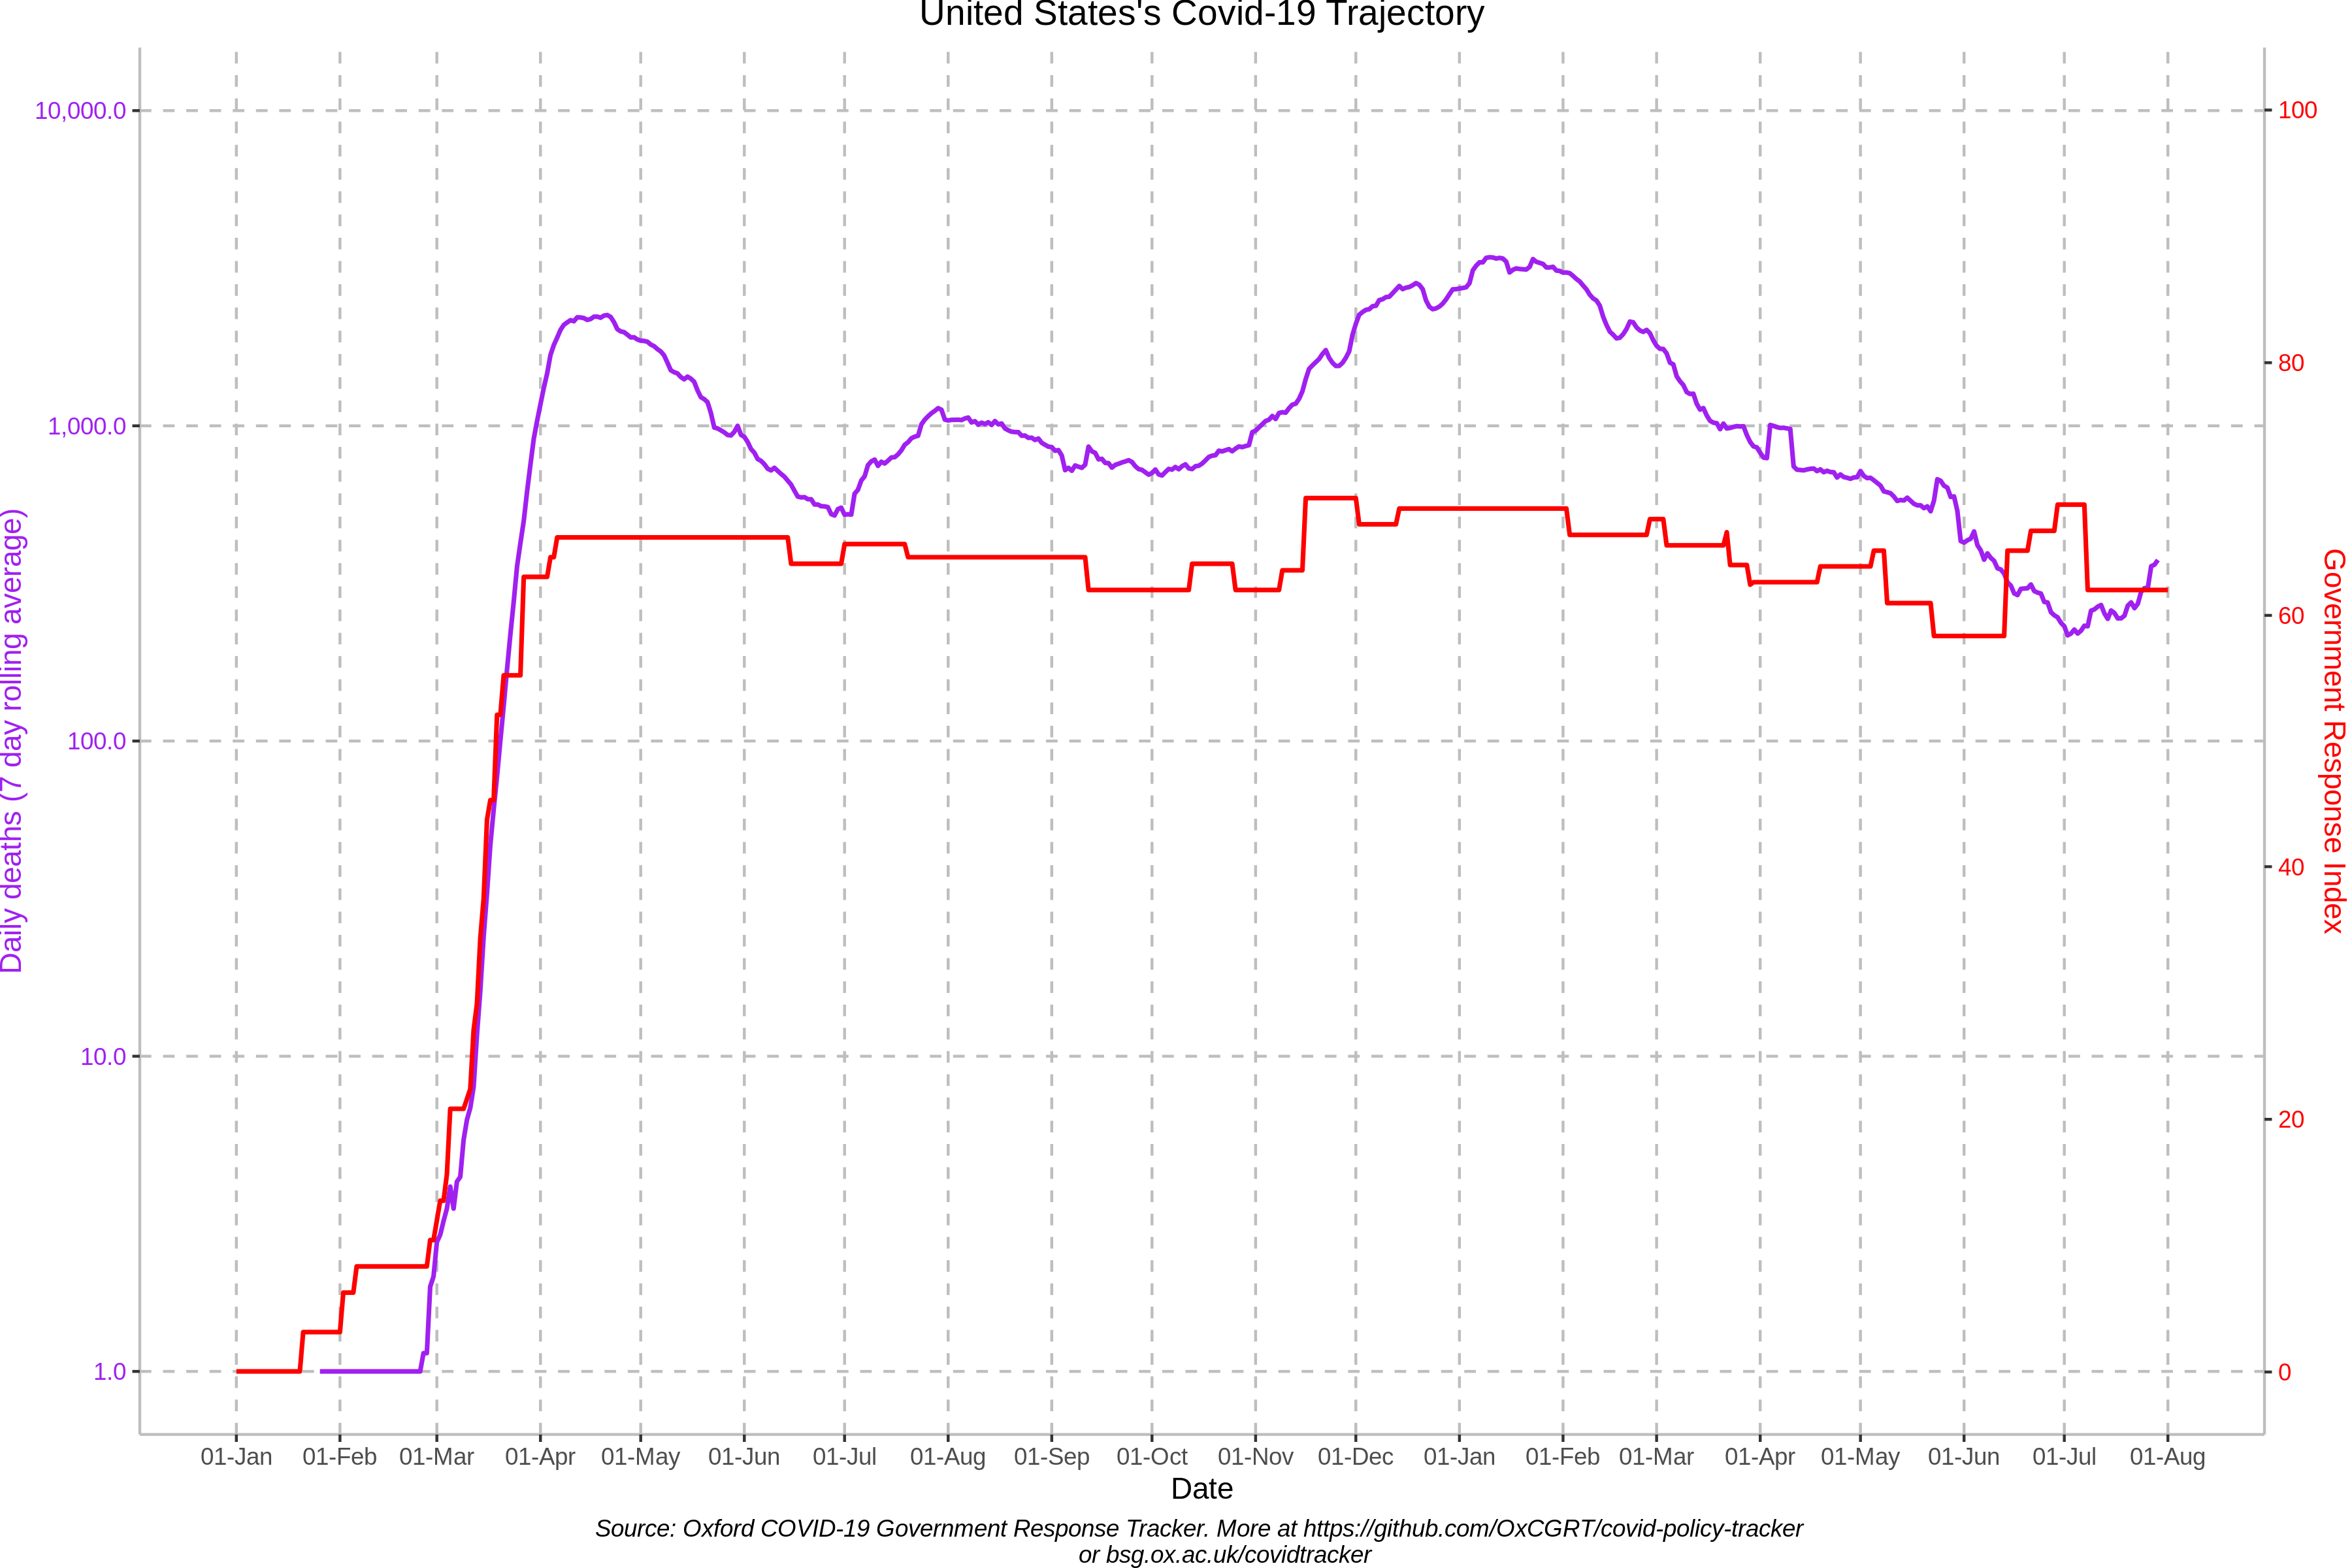 United States's Covid-19 Trajectory
10,000.0
1,000.0
100.0
10.0
1.0
Daily deaths (7 day rolling average)
100
80
60
40
20
0
Government Response Index
01-Jan 01-Feb 01-Mar 01-Apr 01-May 01-Jun 01-Jul 01-Aug 01-Sep 01-Oct 01-Nov 01-Dec 01-Jan 01-Feb 01-Mar 01-Apr 01-May 01-Jun 01-Jul 01-Aug
Date
Source: Oxford COVID-19 Government Response Tracker. More at https://github.com/OxCGRT/covid-policy-tracker
or bsg.ox.ac.uk/covidtracker